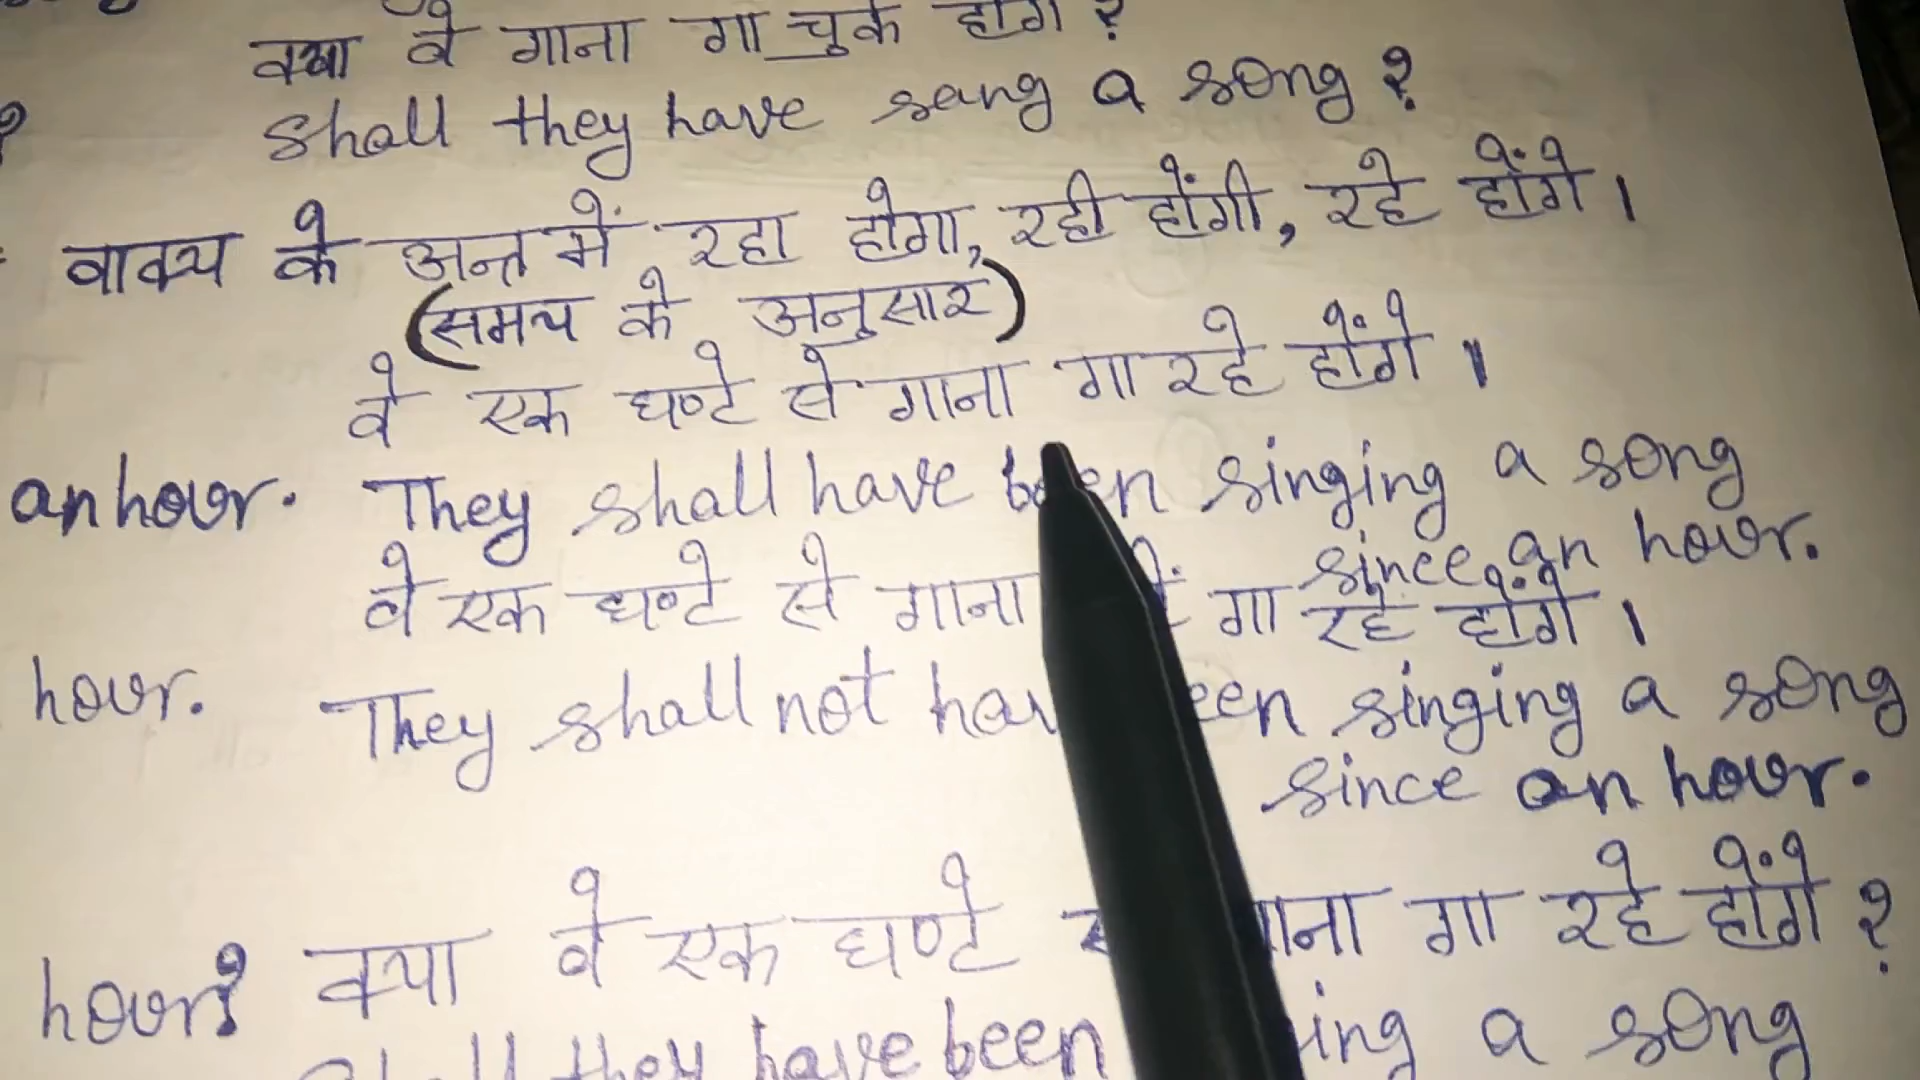 क्या वे गाना गा चुके होंगे ?
Shall they have sang a song ?
वाक्य के अन्त में रहा होगा, रही होंगी, रहे होंगे ।
(समय के अनुसार)
वे एक घण्टे से गाना गा रहे होंगे ।
an hour. They shall have been singing a song
since an hour.
वे एक घण्टे से गाना गा रहे होंगे ।
hour. They shall not have been singing a song
since an hour.
क्या वे एक घण्टे गाना गा रहे होंगे ?
hour?
they have been a song